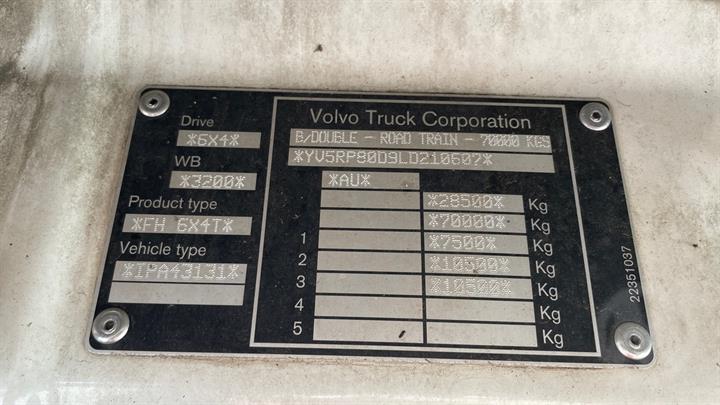 Drive
*6X4*
WB
*3200*
Product type
*FH 6X4T*
Vehicle type
*IPA43131*
Volvo Truck Corporation
B/DOUBLE - ROAD TRAIN - 70000 KGS
*YV5RP80D9LD210607*
*AU*
*28500* Kg
*70000* Kg
1 *7500* Kg
2 *10500* Kg
3 *10500* Kg
4 Kg
5 Kg
22351037